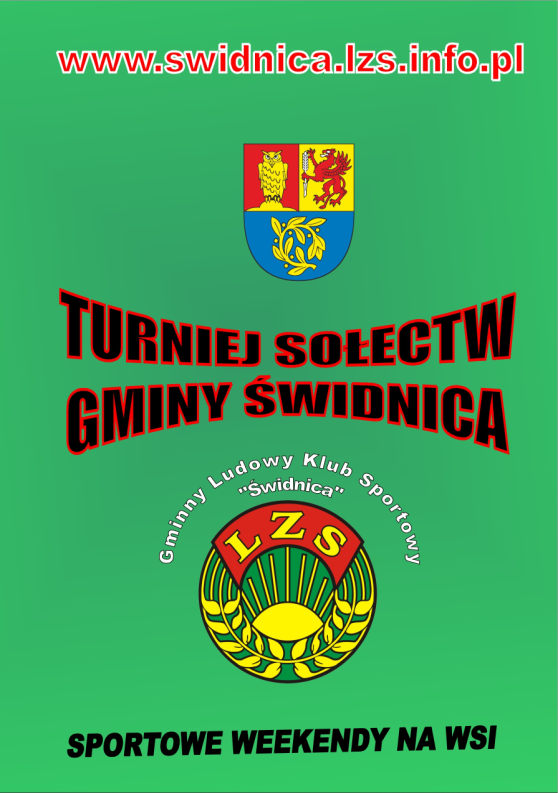 www.swidnica.lzs.info.pl
TURNIEJ SOŁECTW
GMINY ŚWIDNICA
Gminny Ludowy Klub Sportowy
"Świdnica"
LZS
SPORTOWE WEEKENDY NA WSI